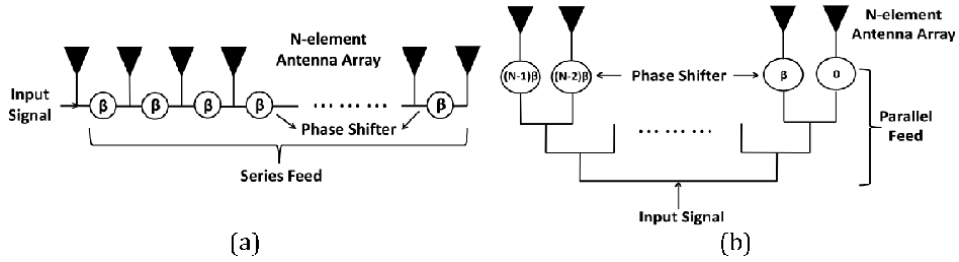 N-element
Antenna Array
Input
Signal
β
β
β
β
... ... ...
β
Phase Shifter
Series Feed
(a)
N-element
Antenna Array
(N-1)β
(N-2)β
Phase Shifter
β
0
... ... ...
Parallel
Feed
Input Signal
(b)